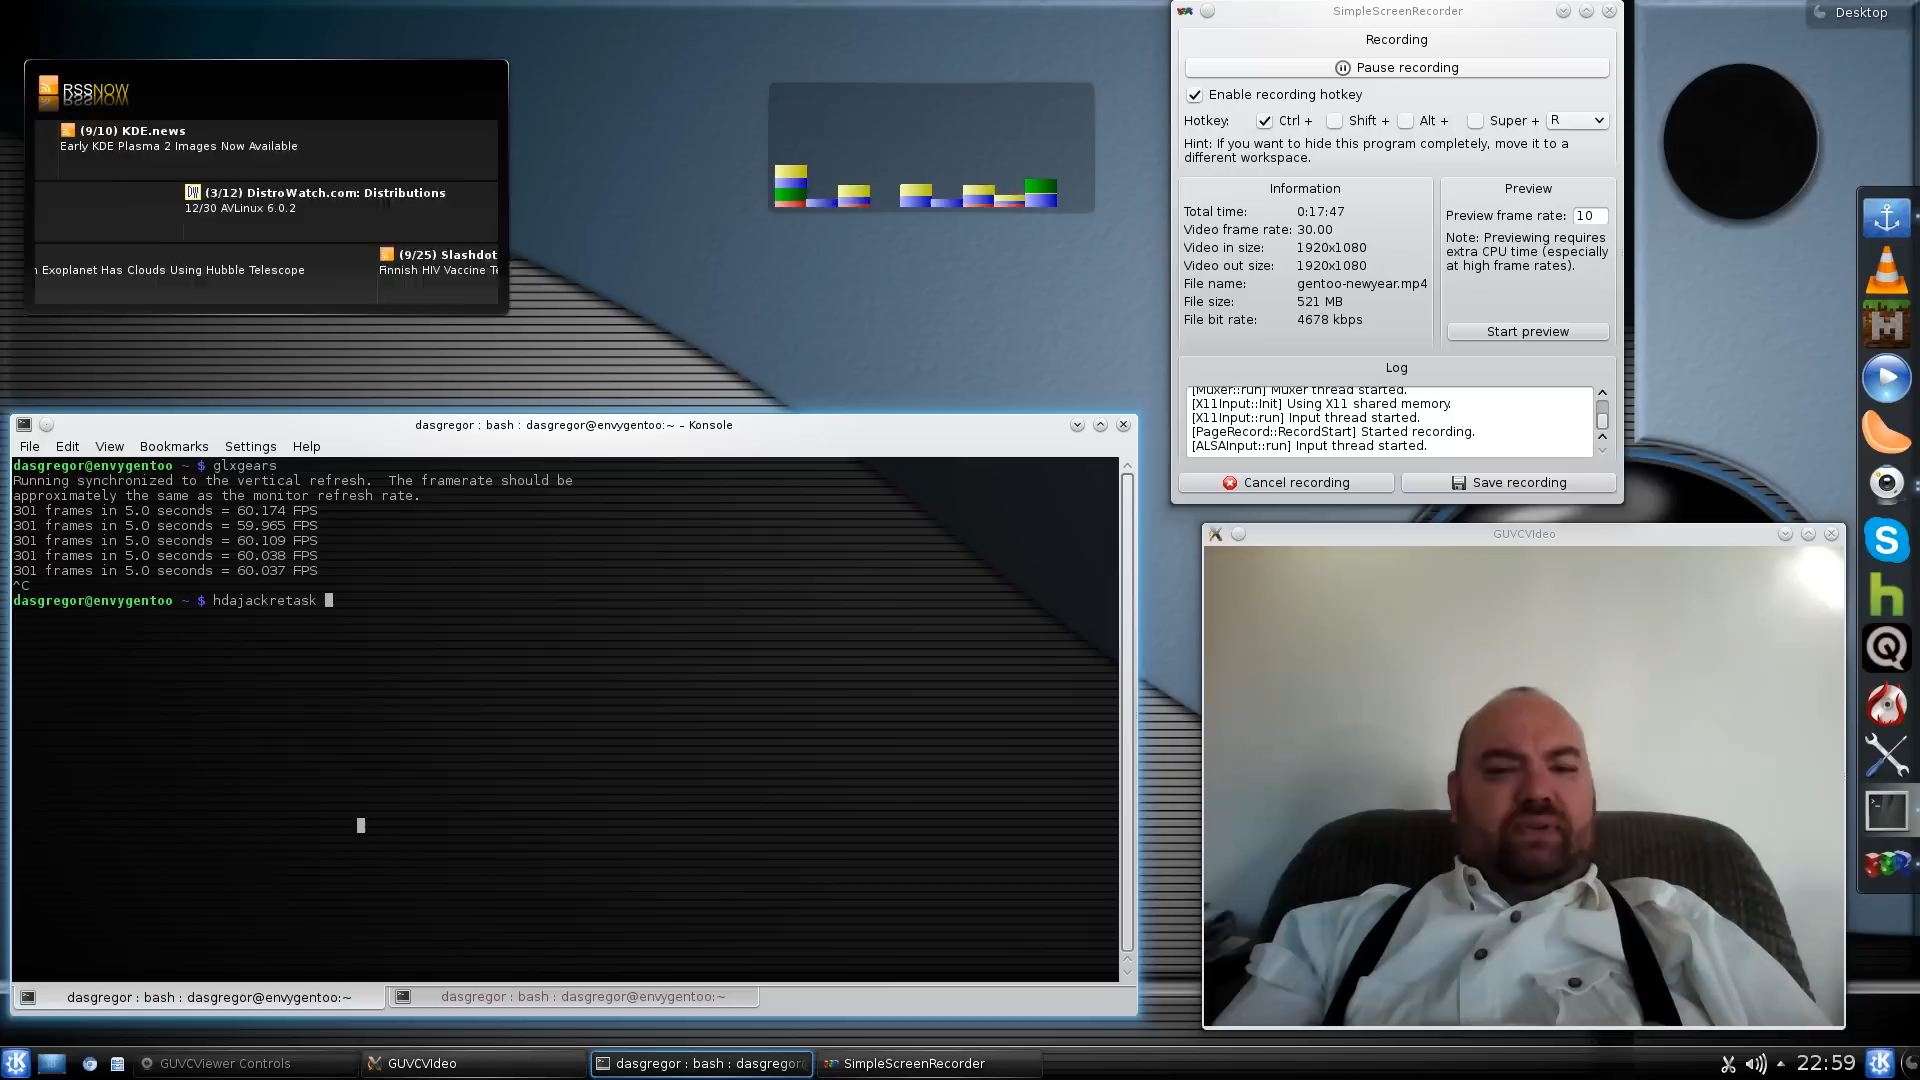 RSSNOW
(9/10) KDE.news
Early KDE Plasma 2 Images Now Available
DW (3/12) DistroWatch.com: Distributions
12/30 AVLinux 6.0.2
(9/25) Slashdot
Exoplanet Has Clouds Using Hubble Telescope
Finnish HIV Vaccine
SimpleScreenRecorder
Recording
Pause recording
Enable recording hotkey
Hotkey: Ctrl + Shift + Alt + Super + R
Hint: If you want to hide this program completely, move it to a
different workspace.
Information
Total time: 0:17:47
Video frame rate: 30.00
Video in size: 1920x1080
Video out size: 1920x1080
File name: gentoo-newyear.mp4
File size: 521 MB
File bit rate: 4678 kbps
Preview
Preview frame rate: 10
Note: Previewing requires
extra CPU time (especially
at high frame rates).
Start preview
Log
[Muxer::run] Muxer thread started.
[X11Input::Init] Using X11 shared memory.
[X11Input::run] Input thread started.
[PageRecord::RecordStart] Started recording.
[ALSAInput::run] Input thread started.
Cancel recording
Save recording
Desktop
dasgregor : bash : dasgregor@envygentoo:~ – Konsole
File Edit View Bookmarks Settings Help
dasgregor@envygentoo ~ $ glxgears
Running synchronized to the vertical refresh.  The framerate should be
approximately the same as the monitor refresh rate.
301 frames in 5.0 seconds = 60.174 FPS
301 frames in 5.0 seconds = 59.965 FPS
301 frames in 5.0 seconds = 60.109 FPS
301 frames in 5.0 seconds = 60.038 FPS
301 frames in 5.0 seconds = 60.037 FPS
^C
dasgregor@envygentoo ~ $ hdajackretask
dasgregor : bash : dasgregor@envygentoo:~
dasgregor : bash : dasgregor@envygentoo:~
GUVCVideo
GUVCViewer Controls
GUVCVideo
dasgregor : bash : dasgregor
SimpleScreenRecorder
22:59